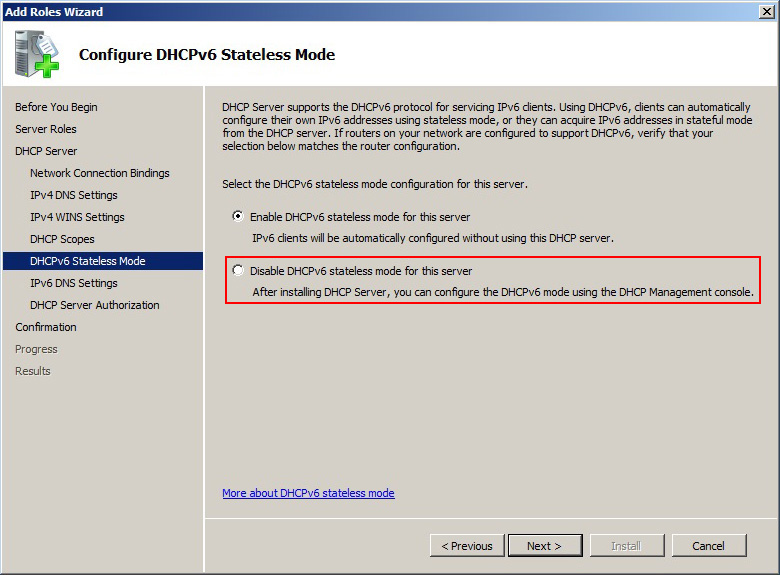 Add Roles Wizard
Configure DHCPv6 Stateless Mode
Before You Begin
Server Roles
DHCP Server
Network Connection Bindings
IPv4 DNS Settings
IPv4 WINS Settings
DHCP Scopes
DHCPv6 Stateless Mode
IPv6 DNS Settings
DHCP Server Authorization
Confirmation
Progress
Results
DHCP Server supports the DHCPv6 protocol for servicing IPv6 clients. Using DHCPv6, clients can automatically
configure their own IPv6 addresses using stateless mode, or they can acquire IPv6 addresses in stateful mode
from the DHCP server. If routers on your network are configured to support DHCPv6, verify that your
selection below matches the router configuration.
Select the DHCPv6 stateless mode configuration for this server.
Enable DHCPv6 stateless mode for this server
IPv6 clients will be automatically configured without using this DHCP server.
Disable DHCPv6 stateless mode for this server
After installing DHCP Server, you can configure the DHCPv6 mode using the DHCP Management console.
More about DHCPv6 stateless mode
< Previous
Next >
Install
Cancel